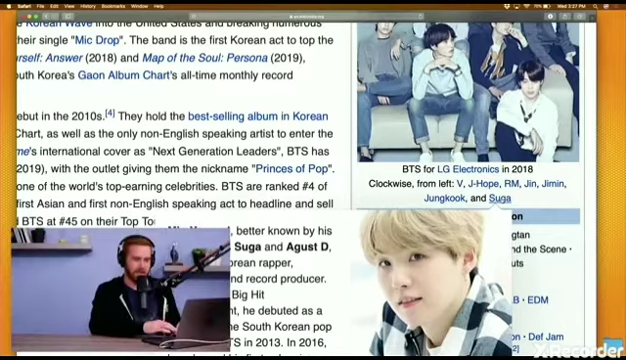 Safari File Edit View History Bookmarks Window Help
70% Wed 3:27 PM
Korean Wave into the United States and breaking numerous
their single "Mic Drop". The band is the first Korean act to top the
urself: Answer (2018) and Map of the Soul: Persona (2019),
outh Korea's Gaon Album Chart's all-time monthly record
ebut in the 2010s.[4] They hold the best-selling album in Korean
Chart, as well as the only non-English speaking artist to enter the
me's international cover as "Next Generation Leaders", BTS has
2019), with the outlet giving them the nickname "Princes of Pop".
one of the world's top-earning celebrities. BTS are ranked #4 of
first Asian and first non-English speaking act to headline and sell
BTS at #45 on their Top To
BTS for LG Electronics in 2018
Clockwise, from left: V, J-Hope, RM, Jin, Jimin,
Jungkook, and Suga
, better known by his
Suga and Agust D,
orean rapper,
nd record producer.
Big Hit
nt, he debuted as a
e South Korean pop
TS in 2013. In 2016,
on
gtan
nd the Scene •
uts
&B • EDM
on • Def Jam
XRecorder